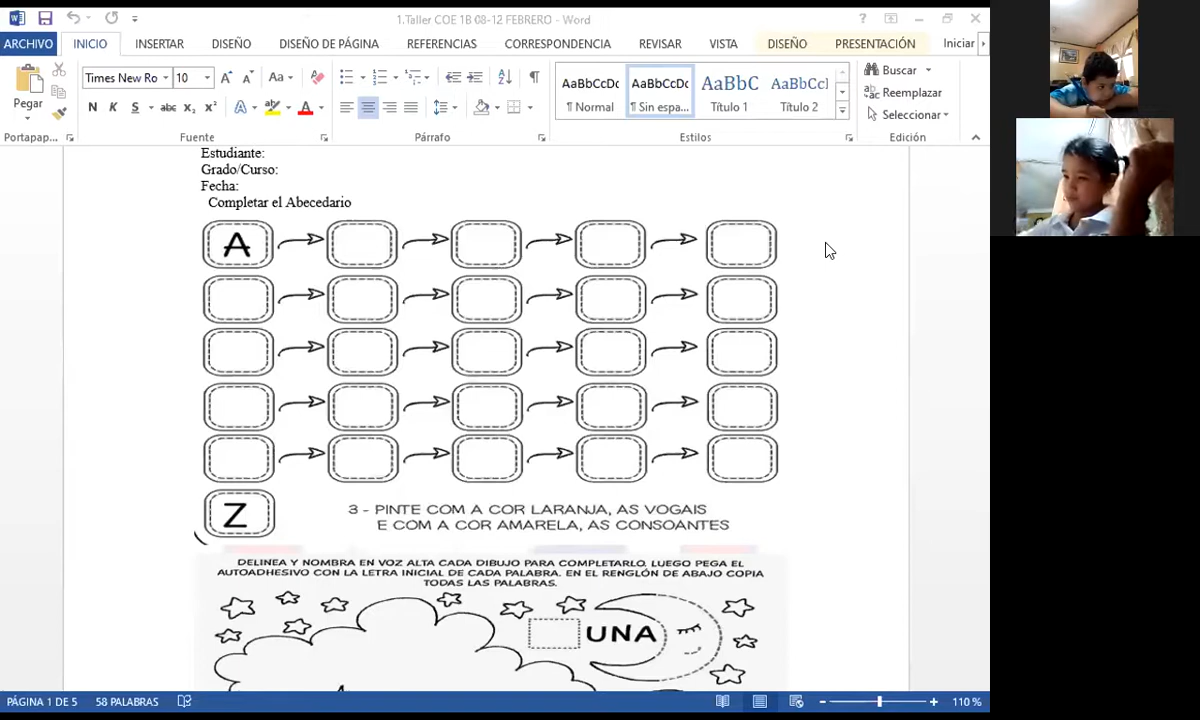 1.Taller COE 1B 08-12 FEBRERO - Word
ARCHIVO INICIO INSERTAR DISEÑO DISEÑO DE PÁGINA REFERENCIAS CORRESPONDENCIA REVISAR VISTA DISEÑO PRESENTACIÓN Iniciar
Pegar
Times New Ro 10 Aa
N K S abc x₂ x² A A
AaBbCcDc AaBbCcDc AaBbC AaBbCcl
¶ Normal ¶ Sin espa... Título 1 Título 2
Buscar
Reemplazar
Seleccionar
Portapap... Fuente Párrafo Estilos Edición
Estudiante:
Grado/Curso:
Fecha:
Completar el Abecedario
A
Z
3 - PINTE COM A COR LARANJA, AS VOGAIS
E COM A COR AMARELA, AS CONSOANTES
DELINEA Y NOMBRA EN VOZ ALTA CADA DIBUJO PARA COMPLETARLO. LUEGO PEGA EL
AUTOADHESIVO CON LA LETRA INICIAL DE CADA PALABRA. EN EL RENGLÓN DE ABAJO COPIA
TODAS LAS PALABRAS.
UNA
PÁGINA 1 DE 5 58 PALABRAS 110 %